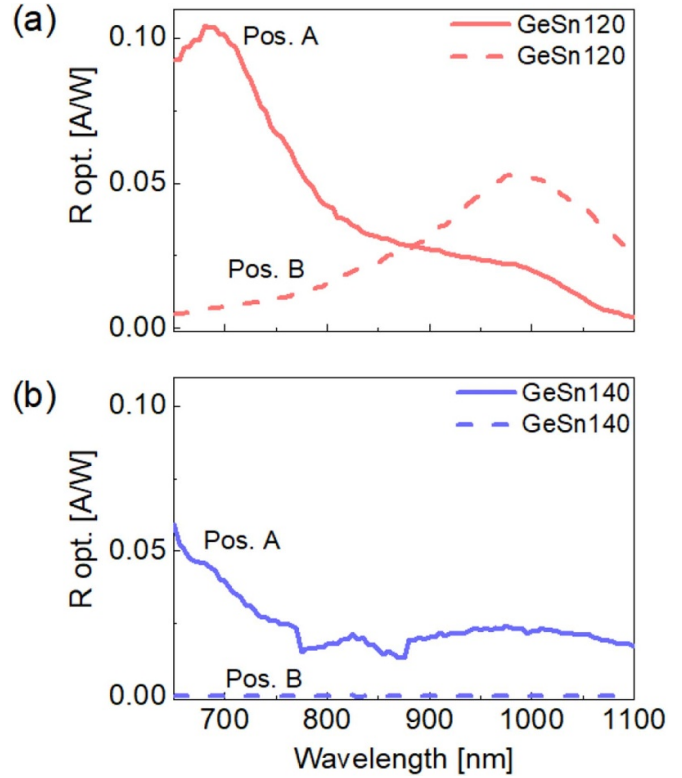 (a)
Pos. A
GeSn120
GeSn120
0.10
R opt. [A/W]
0.05
Pos. B
0.00
(b)
GeSn140
GeSn140
0.10
R opt. [A/W]
Pos. A
0.05
Pos. B
0.00
700 800 900 1000 1100
Wavelength [nm]